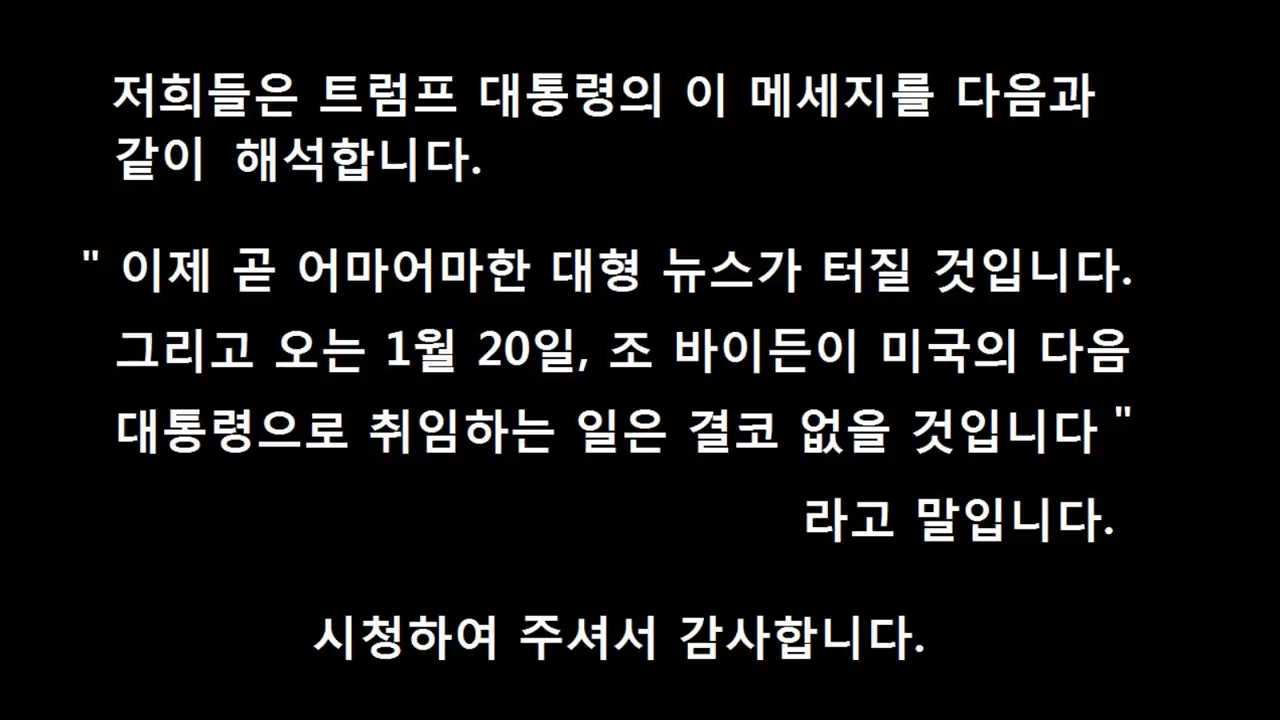 저희들은 트럼프 대통령의 이 메세지를 다음과
같이 해석합니다.
" 이제 곧 어마어마한 대형 뉴스가 터질 것입니다.
그리고 오는 1월 20일, 조 바이든이 미국의 다음
대통령으로 취임하는 일은 결코 없을 것입니다 "
라고 말입니다.
시청하여 주셔서 감사합니다.